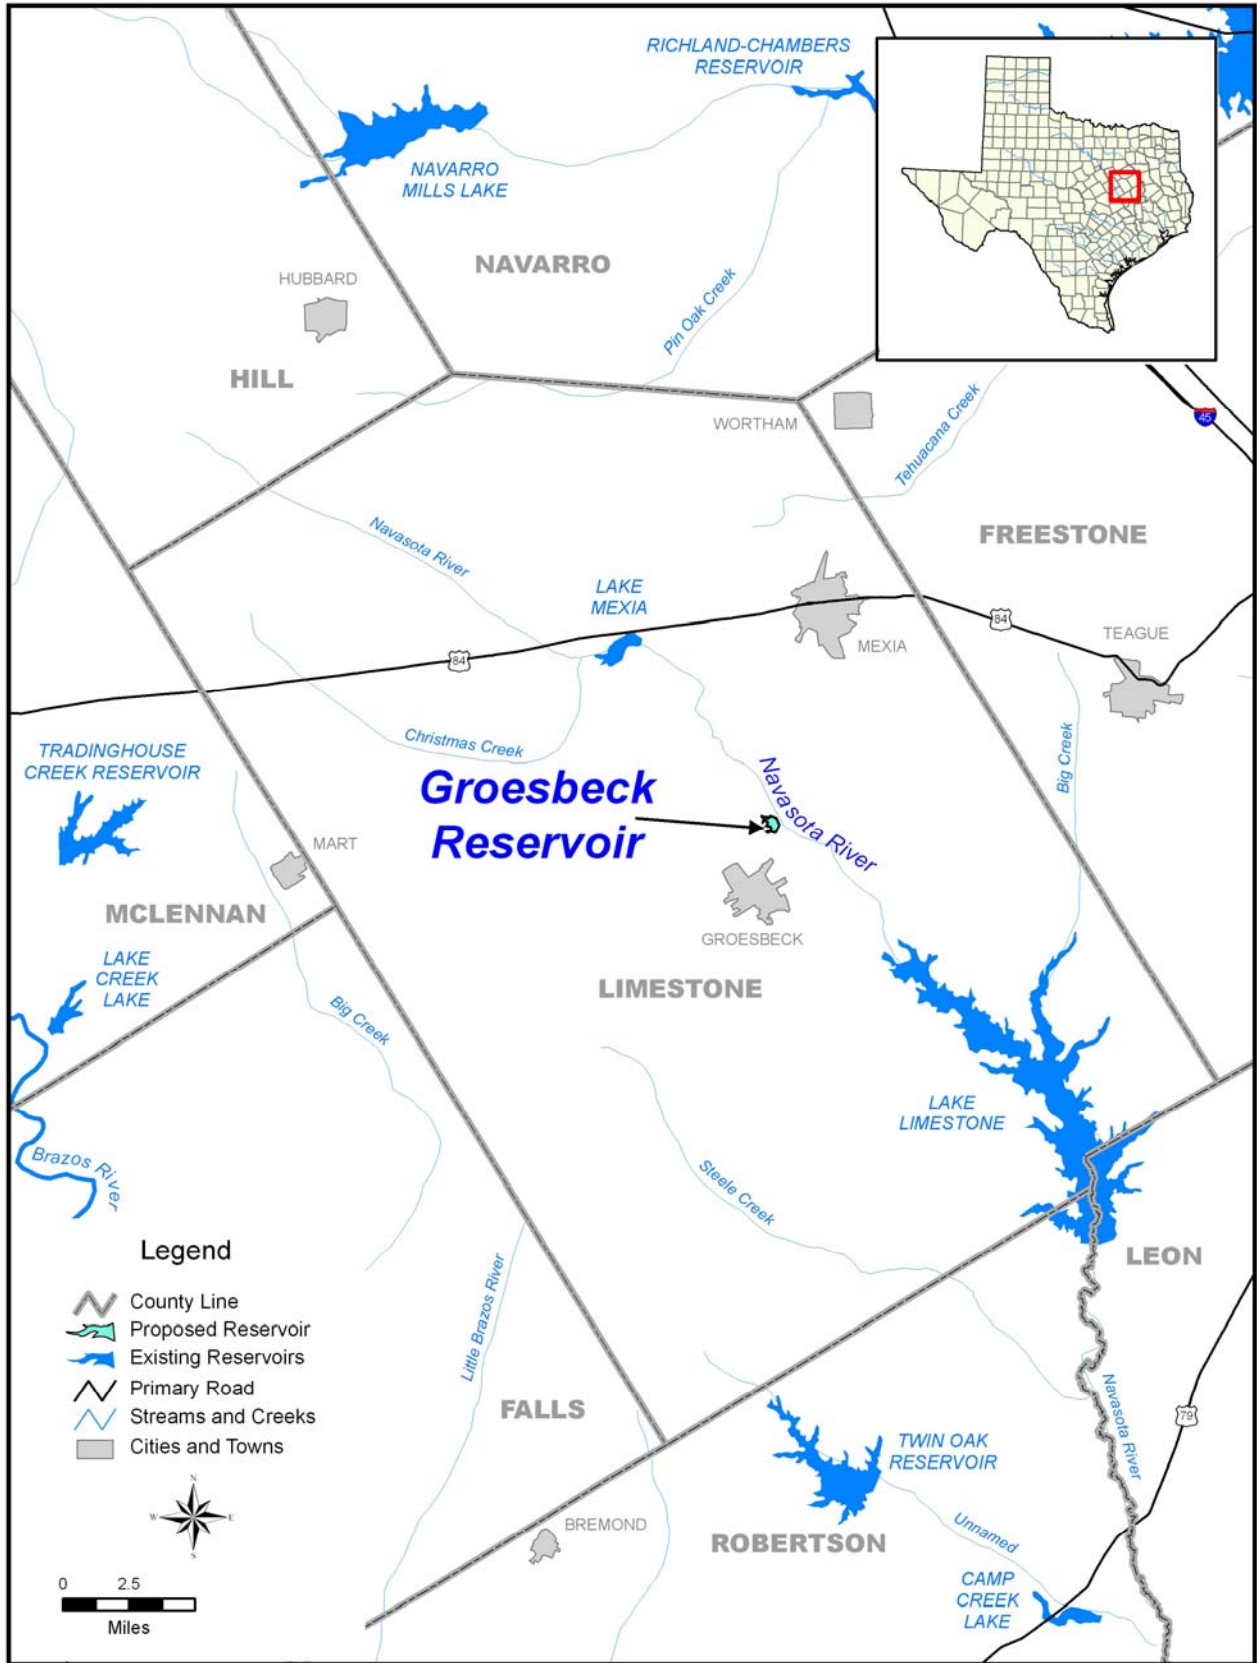 RICHLAND-CHAMBERS
RESERVOIR
NAVARRO
MILLS LAKE
NAVARRO
HUBBARD
Pin Oak Creek
HILL
WORTHAM
Tehuacana Creek
45
FREESTONE
Navasota River
LAKE
MEXIA
84
TEAGUE
MEXIA
84
Christmas Creek
Big Creek
TRADINGHOUSE
CREEK RESERVOIR
Groesbeck
Reservoir
Navasota River
MART
MCLENNAN
GROESBECK
LAKE
CREEK
LAKE
LIMESTONE
Big Creek
LAKE
LIMESTONE
Brazos River
Steele Creek
LEON
Legend
County Line
Proposed Reservoir
Existing Reservoirs
Primary Road
Streams and Creeks
Cities and Towns
Little Brazos River
FALLS
Navasota River
79
TWIN OAK
RESERVOIR
N
W E
S
BREMOND
ROBERTSON
Unnamed
CAMP
CREEK
LAKE
0 2.5
Miles